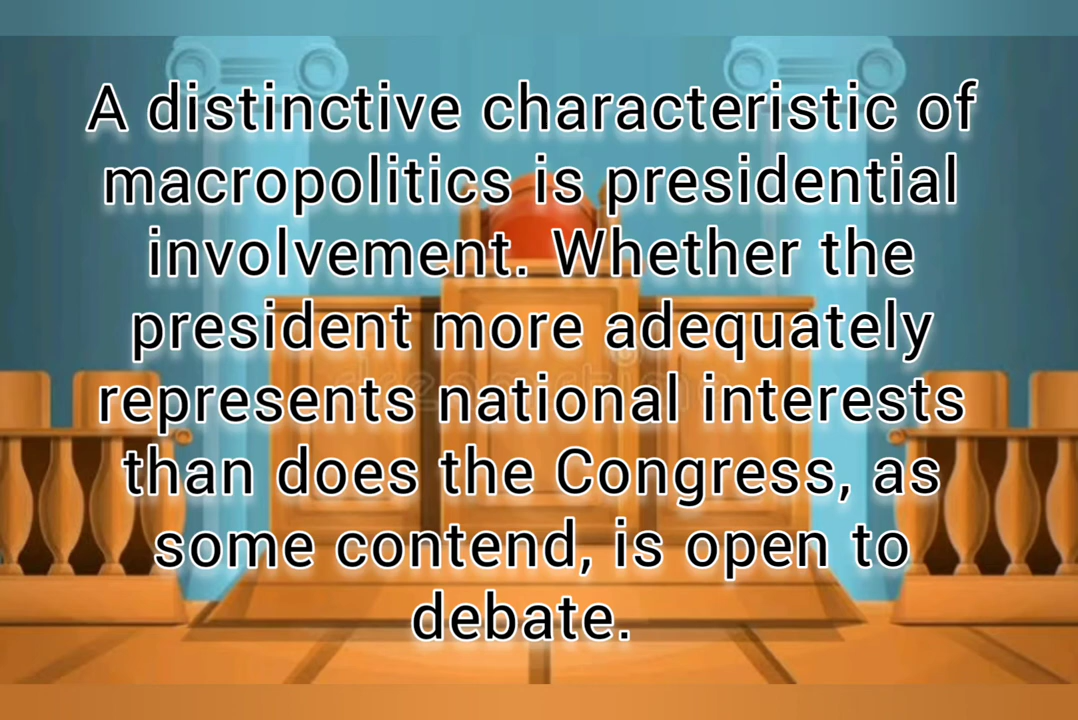 A distinctive characteristic of
macropolitics is presidential
involvement. Whether the
president more adequately
represents national interests
than does the Congress, as
some contend, is open to
debate.